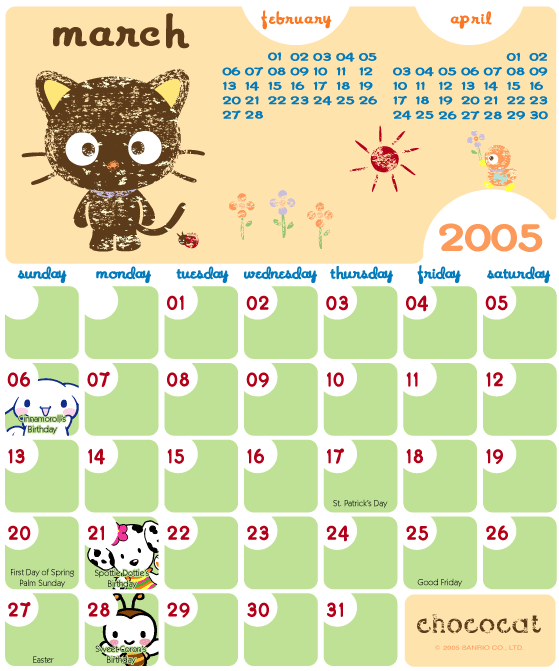 march
february
01 02 03 04 05
06 07 08 09 10 11 12
13 14 15 16 17 18 19
20 21 22 23 24 25 26
27 28
april
01 02
03 04 05 06 07 08 09
10 11 12 13 14 15 16
17 18 19 20 21 22 23
24 25 26 27 28 29 30
2005
sunday monday tuesday wednesday thursday friday saturday
01 02 03 04 05
06 07 08 09 10 11 12
Cinnamoroll's
Birthday
13 14 15 16 17 18 19
St. Patrick's Day
20 21 22 23 24 25 26
First Day of Spring
Palm Sunday
Spottie Dottie's
Birthday
Good Friday
27 28 29 30 31
Easter
Sweet Coron's
Birthday
chococat
© 2005 SANRIO CO., LTD.